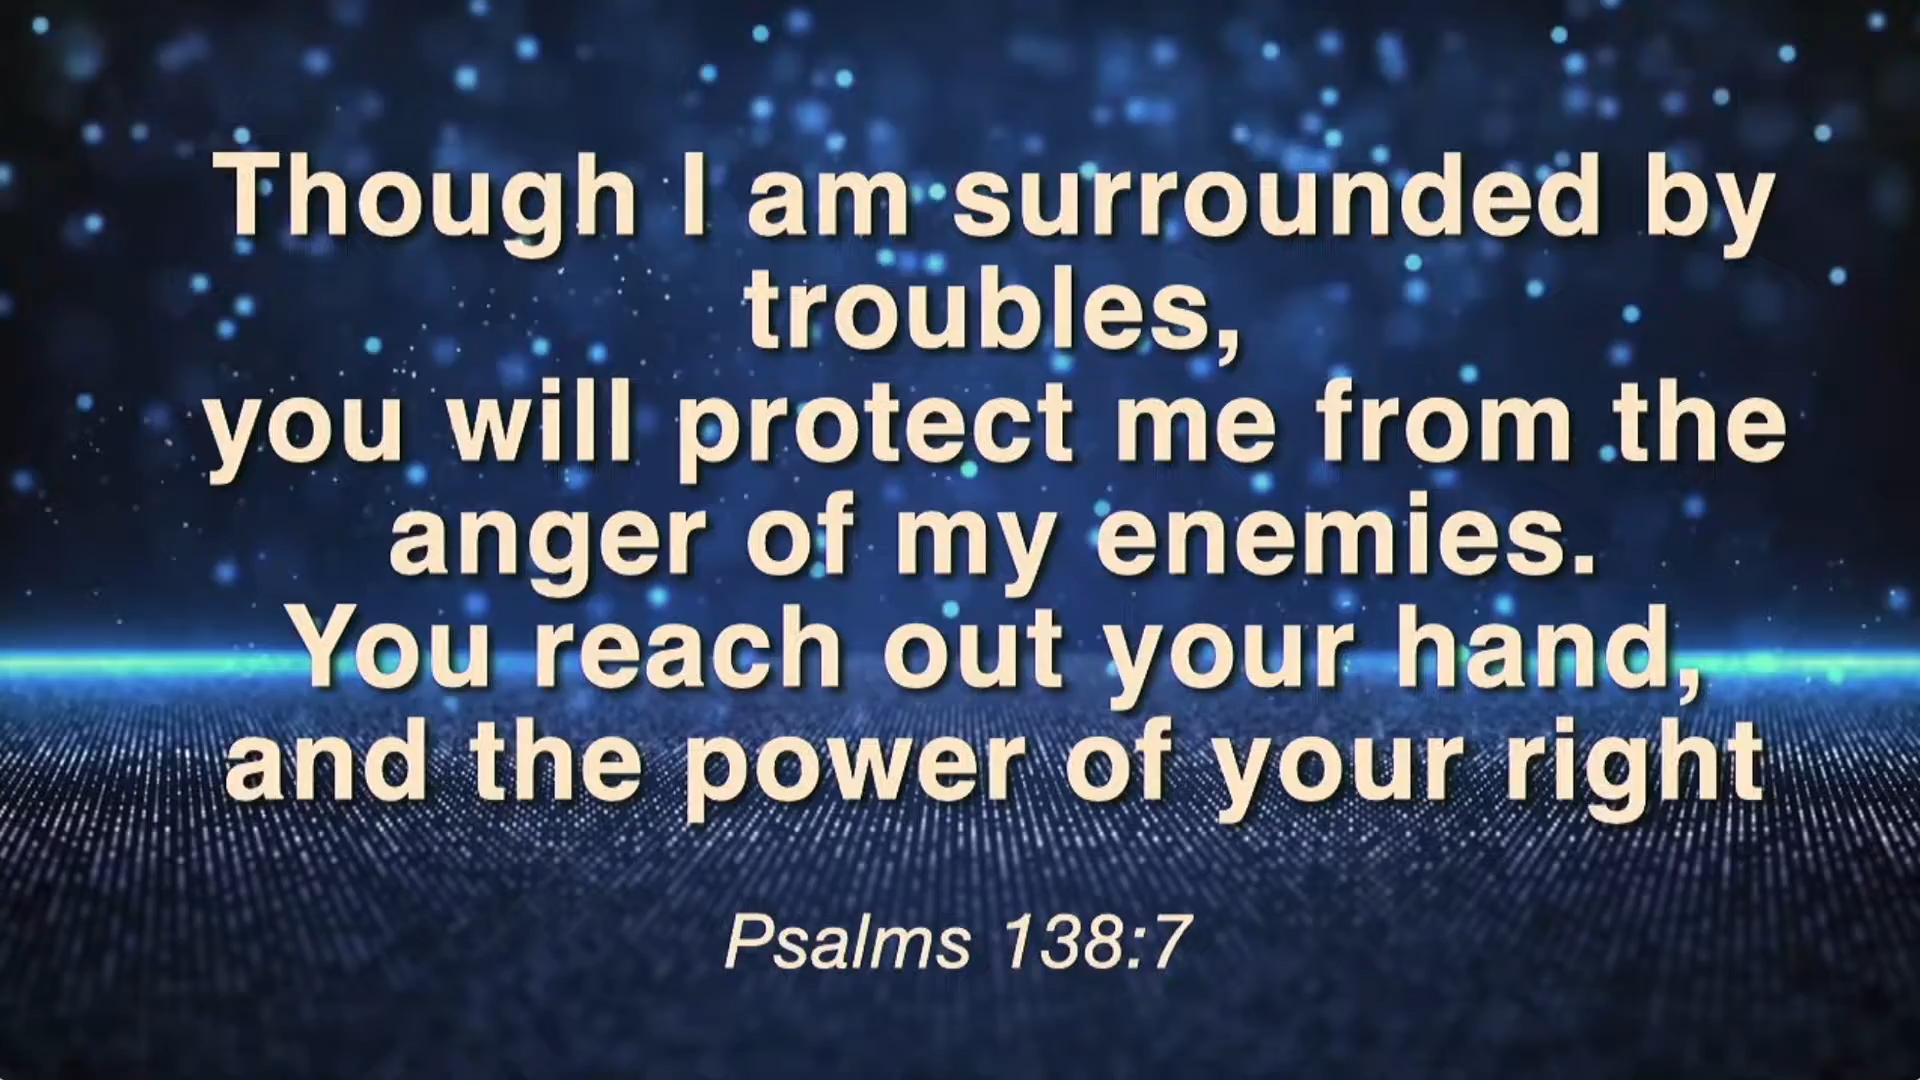 Though I am surrounded by
troubles,
you will protect me from the
anger of my enemies.
You reach out your hand,
and the power of your right
Psalms 138:7